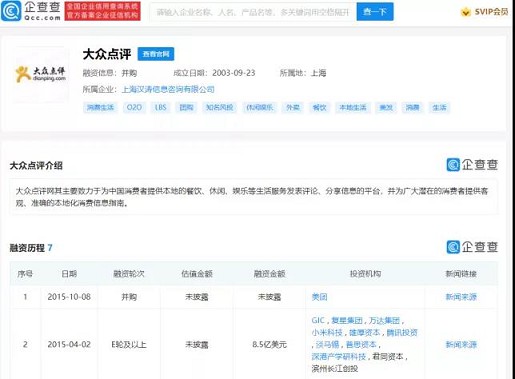 企查查
Qcc.com
全国企业信用查询系统
官方备案企业征信机构
请输入企业名称、人名、产品名等，多关键词用空格隔开
查一下
SVIP会员
大众点评
查看官网
大众点评
dianping.com
融资信息：并购 成立日期：2003-09-23 所属地：上海
所属企业：上海汉涛信息咨询有限公司
消费生活 O2O LBS 团购 知名风投 休闲娱乐 外卖 餐饮 本地生活 美发 消费 生活
大众点评介绍
企查查
大众点评网其主要致力于为中国消费者提供本地的餐饮、休闲、娱乐等生活服务发表评论、分享信息的平台，并为广大潜在的消费者提供客
观、准确的本地化消费信息指南。
融资历程 7
企查查
序号 日期 融资轮次 估值金额 融资金额 投资机构 新闻链接
1 2015-10-08 并购 未披露 未披露 美团 新闻来源
2 2015-04-02 E轮及以上 未披露 8.5亿美元 新闻来源
GIC , 复星集团 , 万达集团 ,
小米科技 , 雄厚资本 , 腾讯投资
, 淡马锡 , 普思资本 ,
深港产学研科技 , 君同资本 ,
滨州长江创投